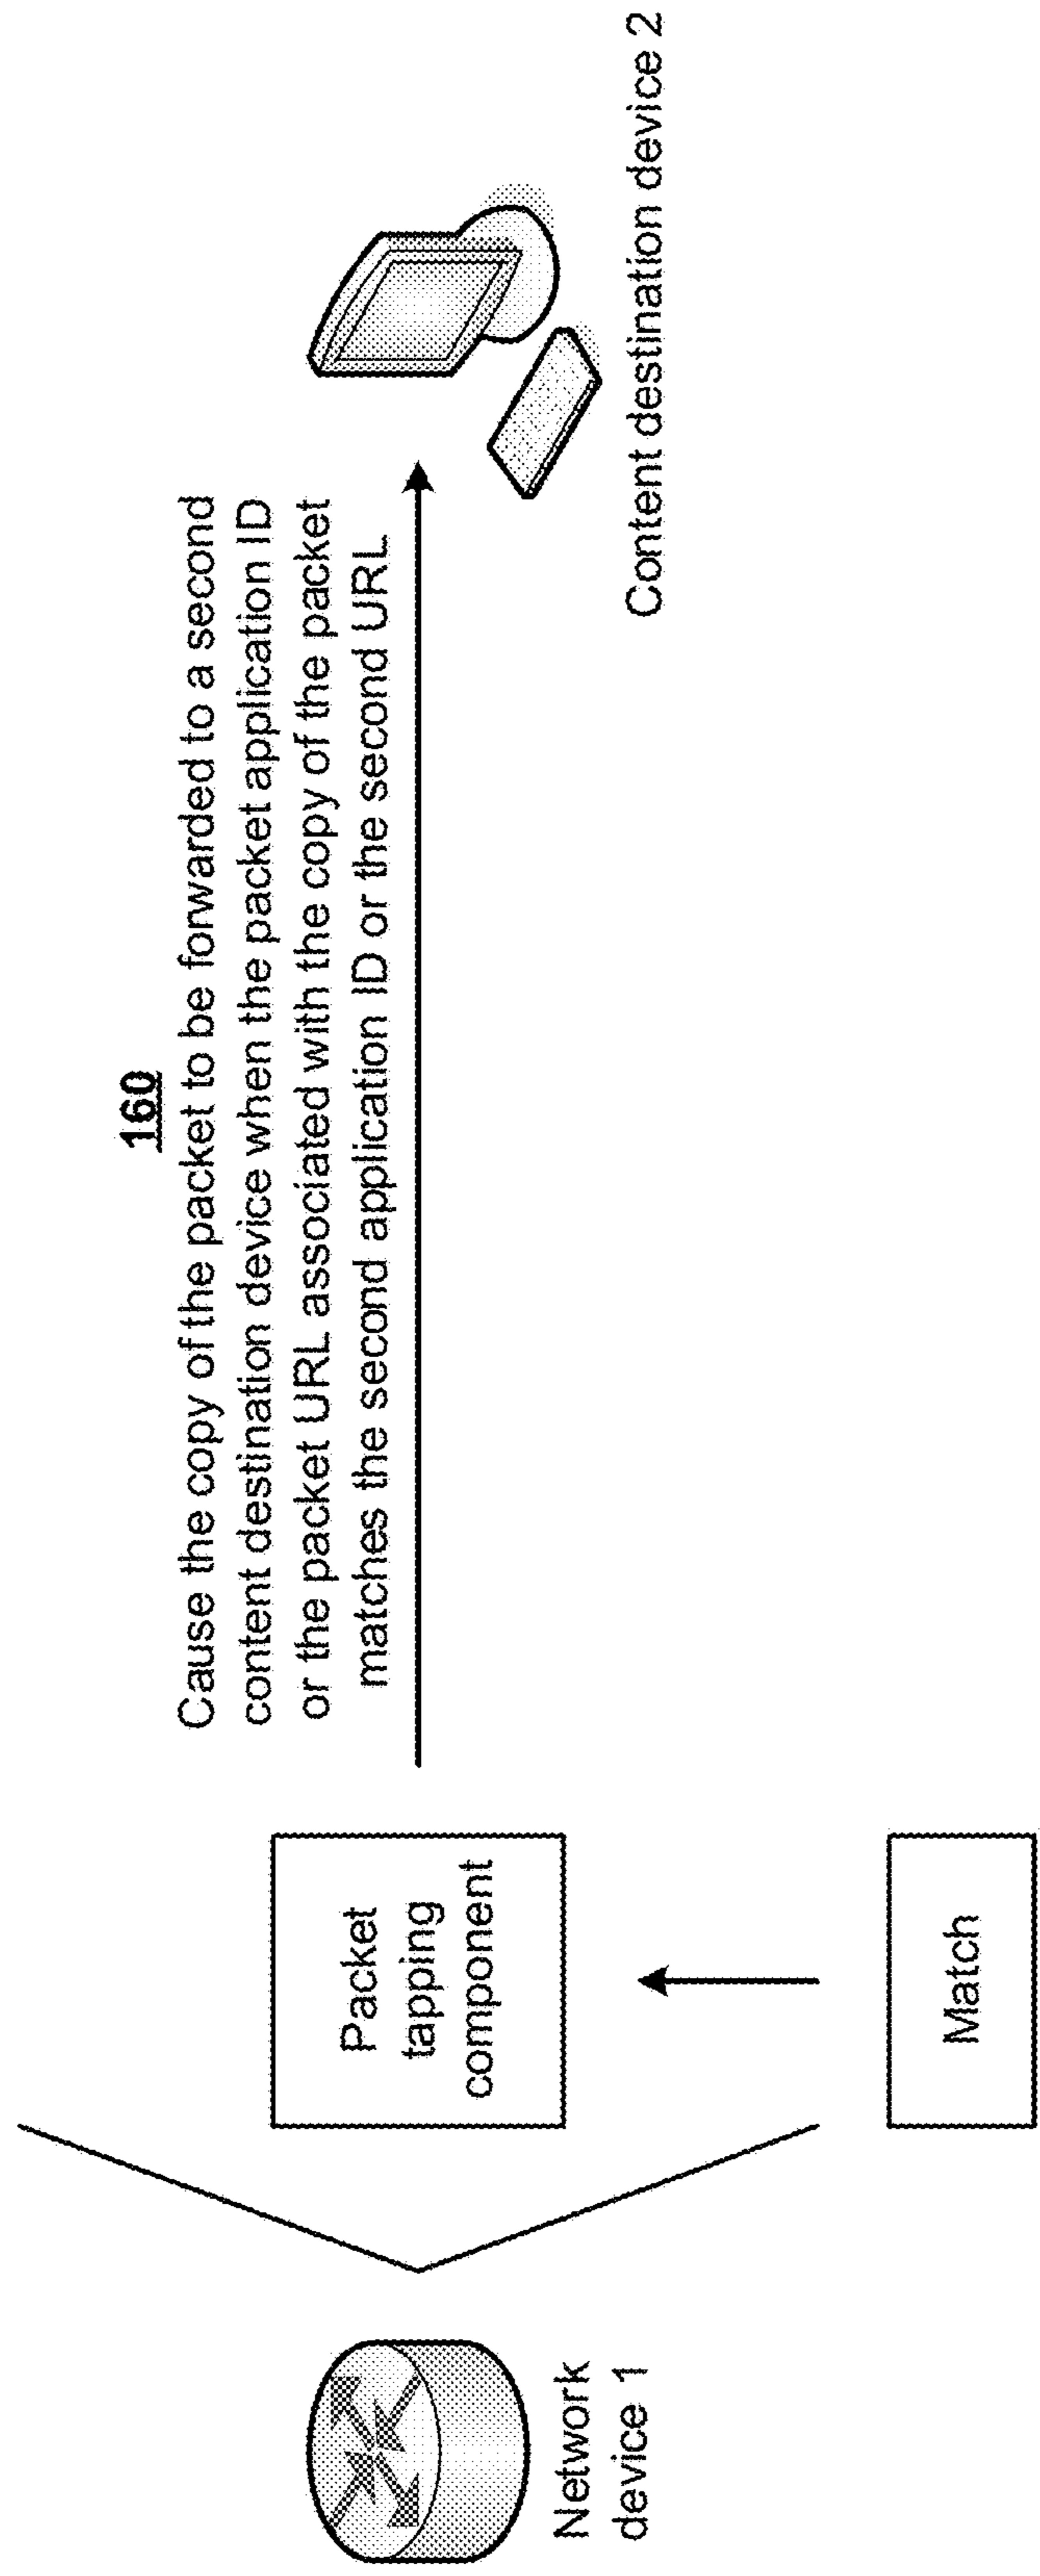 160
Cause the copy of the packet to be forwarded to a second
content destination device when the packet application ID
or the packet URL associated with the copy of the packet
matches the second application ID or the second URL
Network
device 1
Packet
tapping
component
Content destination device 2
Match